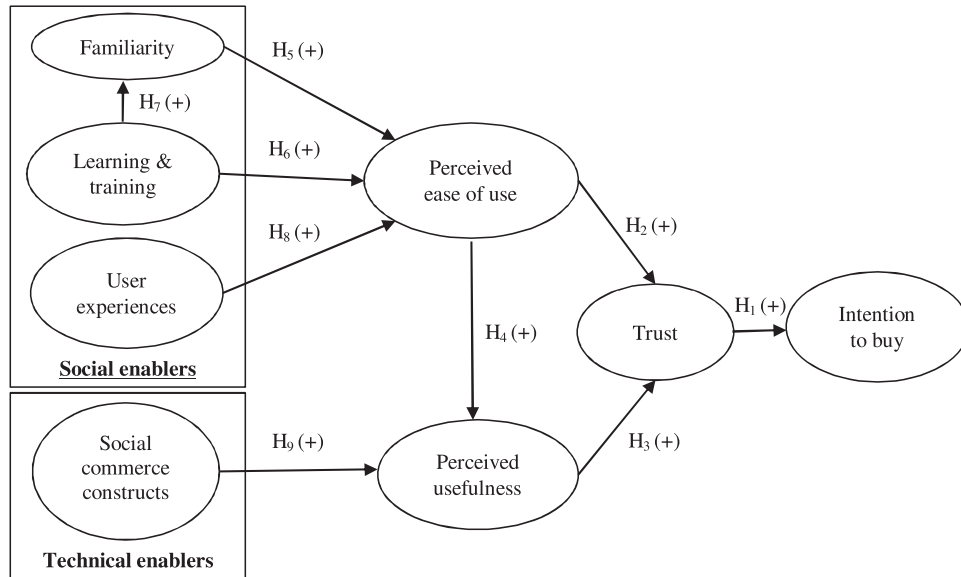 Familiarity
H₅ (+)
H₇ (+)
Learning &
training
H₆ (+)
Perceived
ease of use
User
experiences
H₈ (+)
H₂ (+)
Social enablers
H₄ (+)
Trust
H₁ (+)
Intention
to buy
Social
commerce
constructs
H₉ (+)
Perceived
usefulness
H₃ (+)
Technical enablers